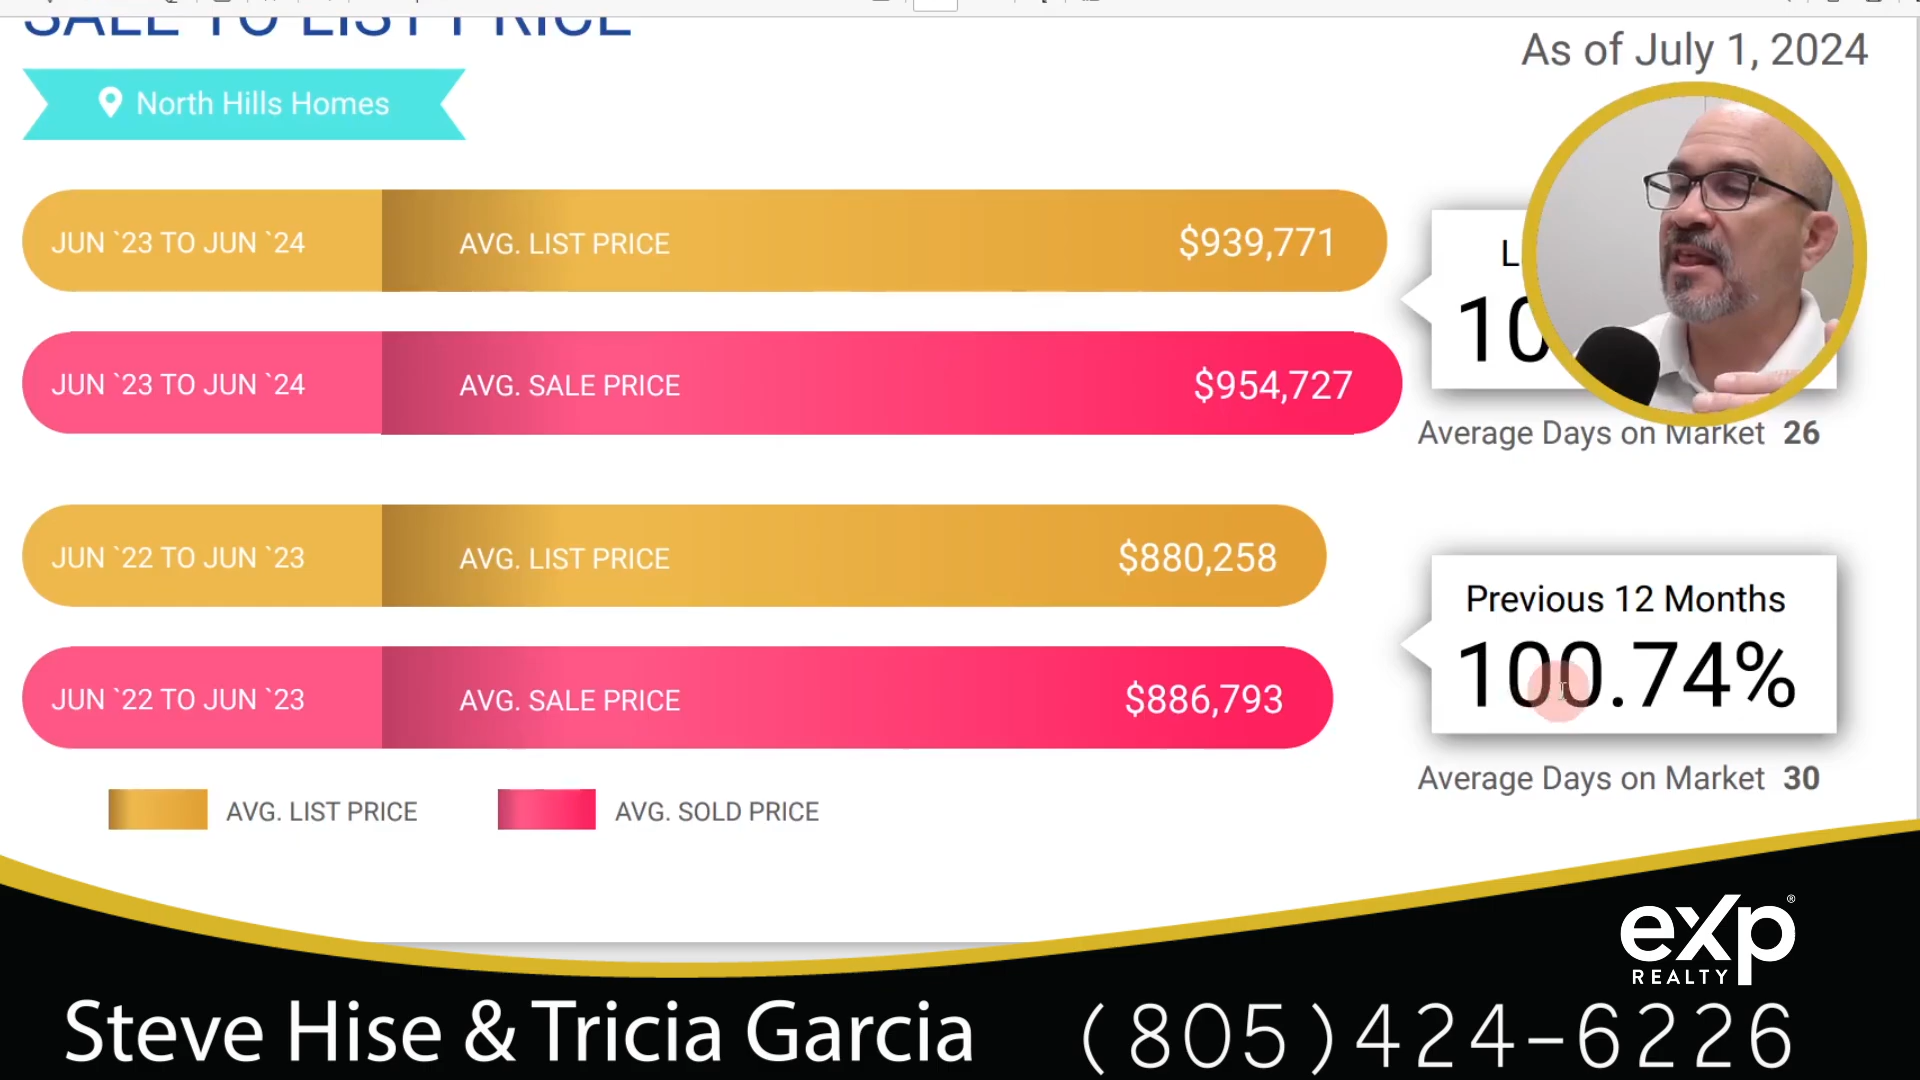 SALE TO LIST PRICE
As of July 1, 2024
North Hills Homes
JUN `23 TO JUN `24
AVG. LIST PRICE
$939,771
JUN `23 TO JUN `24
AVG. SALE PRICE
$954,727
Average Days on Market 26
JUN `22 TO JUN `23
AVG. LIST PRICE
$880,258
Previous 12 Months
100.74%
JUN `22 TO JUN `23
AVG. SALE PRICE
$886,793
Average Days on Market 30
AVG. LIST PRICE
AVG. SOLD PRICE
eXp®
REALTY
Steve Hise & Tricia Garcia
(805)424-6226